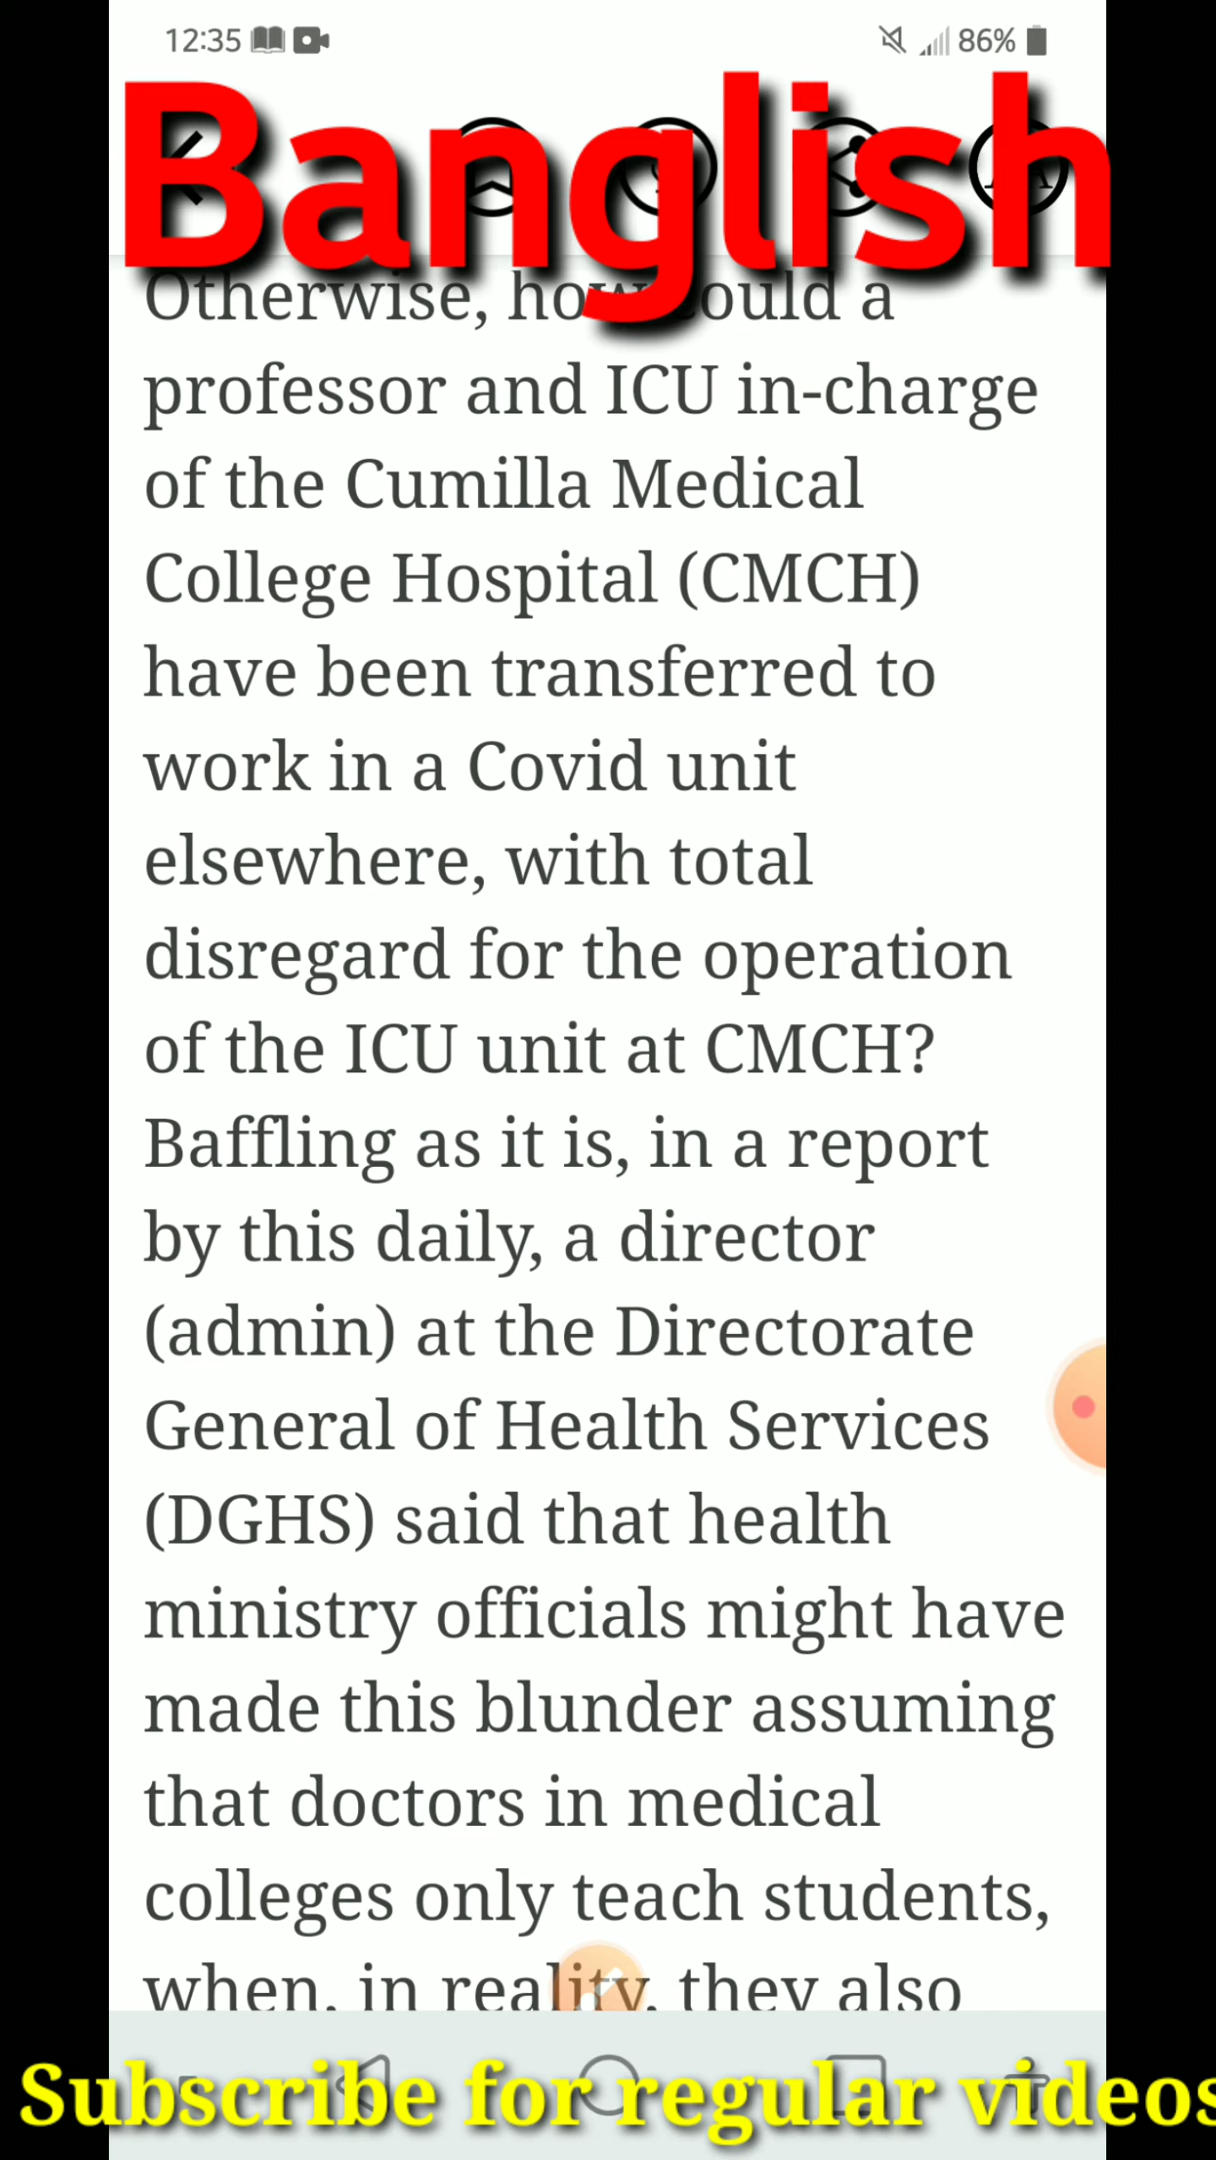 12:35 86%
Banglish
Otherwise, how could a
professor and ICU in-charge
of the Cumilla Medical
College Hospital (CMCH)
have been transferred to
work in a Covid unit
elsewhere, with total
disregard for the operation
of the ICU unit at CMCH?
Baffling as it is, in a report
by this daily, a director
(admin) at the Directorate
General of Health Services
(DGHS) said that health
ministry officials might have
made this blunder assuming
that doctors in medical
colleges only teach students,
when, in reality, they also
Subscribe for regular videos